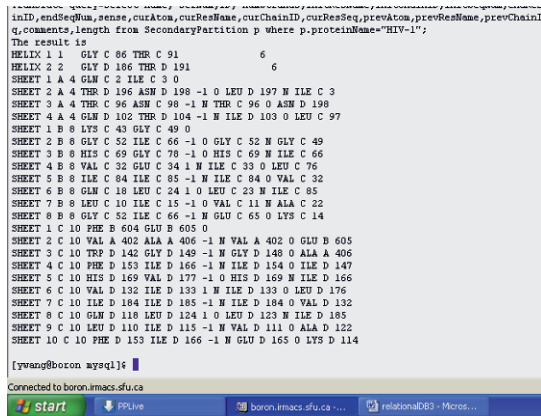 inID,endSeqNum,sense,curAtom,curResName,curChainID,curResSeq,prevAtom,prevResName,prevChainI
q,comments,length from SecondaryPartition p where p.proteinName="HIV-1";
The result is
HELIX 1 1 GLY C 86 THR C 91 6
HELIX 2 2 GLY D 186 THR D 191 6
SHEET 1 A 4 GLN C 2 ILE C 3 0
SHEET 2 A 4 THR D 196 ASN D 198 -1 O LEU D 197 N ILE C 3
SHEET 3 A 4 THR C 96 ASN C 98 -1 N THR C 96 O ASN D 198
SHEET 4 A 4 GLN D 102 THR D 104 -1 N ILE D 103 O LEU C 97
SHEET 1 B 8 LYS C 43 GLY C 49 0
SHEET 2 B 8 GLY C 52 ILE C 66 -1 O GLY C 52 N GLY C 49
SHEET 3 B 8 HIS C 69 GLY C 78 -1 O HIS C 69 N ILE C 66
SHEET 4 B 8 VAL C 32 GLU C 34 1 N ILE C 33 O LEU C 76
SHEET 5 B 8 ILE C 84 ILE C 85 -1 N ILE C 84 O VAL C 32
SHEET 6 B 8 GLN C 18 LEU C 24 1 O LEU C 23 N ILE C 85
SHEET 7 B 8 LEU C 10 ILE C 15 -1 O VAL C 11 N ALA C 22
SHEET 8 B 8 GLY C 52 ILE C 66 -1 N GLU C 65 O LYS C 14
SHEET 1 C 10 PHE B 604 GLU B 605 0
SHEET 2 C 10 VAL A 402 ALA A 406 -1 N VAL A 402 O GLU B 605
SHEET 3 C 10 TRP D 142 GLY D 149 -1 N GLY D 148 O ALA A 406
SHEET 4 C 10 PHE D 153 ILE D 166 -1 N ILE D 154 O ILE D 147
SHEET 5 C 10 HIS D 169 VAL D 177 -1 O HIS D 169 N ILE D 166
SHEET 6 C 10 VAL D 132 ILE D 133 1 N ILE D 133 O LEU D 176
SHEET 7 C 10 ILE D 184 ILE D 185 -1 N ILE D 184 O VAL D 132
SHEET 8 C 10 GLN D 118 LEU D 124 1 O LEU D 123 N ILE D 185
SHEET 9 C 10 LEU D 110 ILE D 115 -1 N VAL D 111 O ALA D 122
SHEET 10 C 10 PHE D 153 ILE D 166 -1 N GLU D 165 O LYS D 114
[ywang@boron mysql]$
Connected to boron.irmacs.sfu.ca
start PPLive boron.irmacs.sfu.ca -... relationalDB3 - Micros...